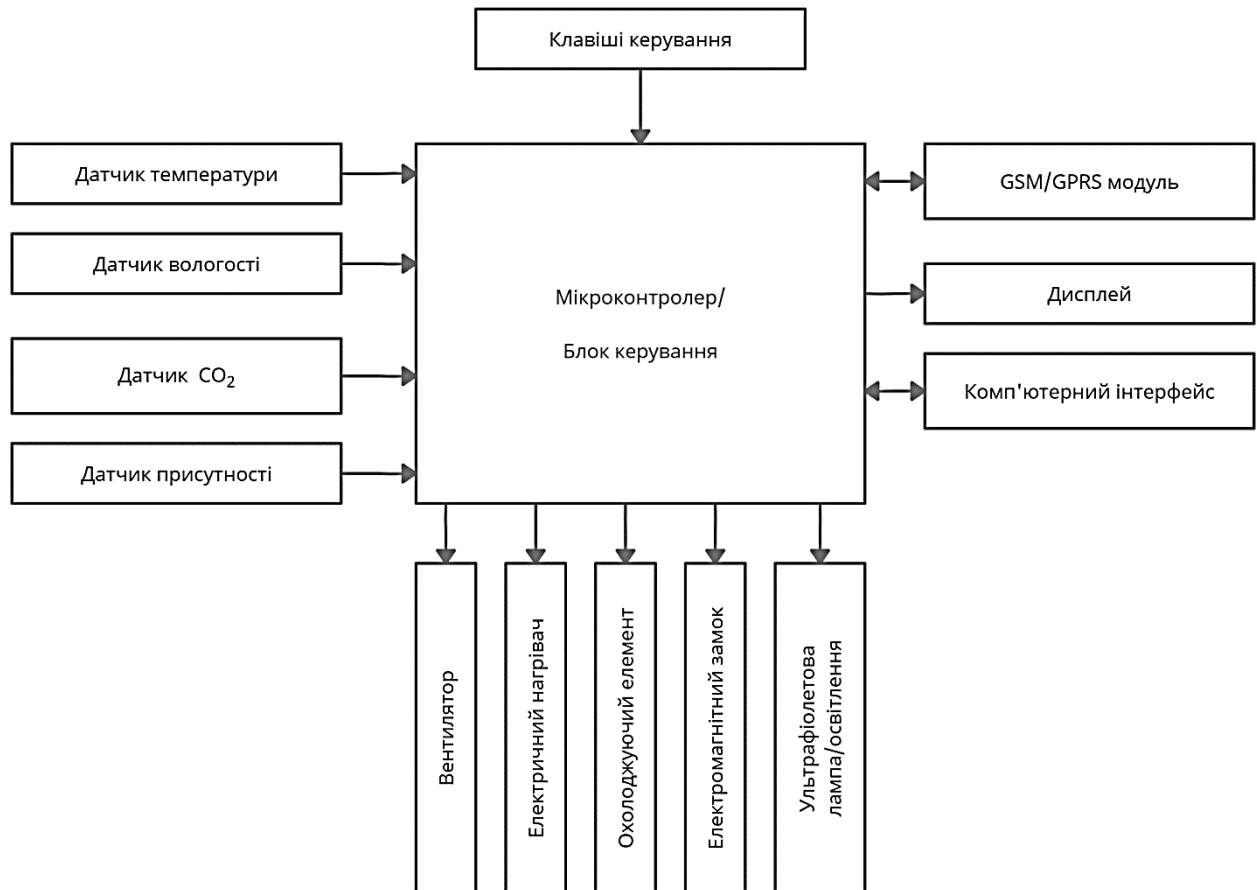 Клавіші керування
Датчик температури
Датчик вологості
Датчик CO₂
Датчик присутності
Мікроконтролер/
Блок керування
GSM/GPRS модуль
Дисплей
Комп'ютерний інтерфейс
Вентилятор
Електричний нагрівач
Охолоджуючий елемент
Електромагнітний замок
Ультрафіолетова
лампа/освітлення